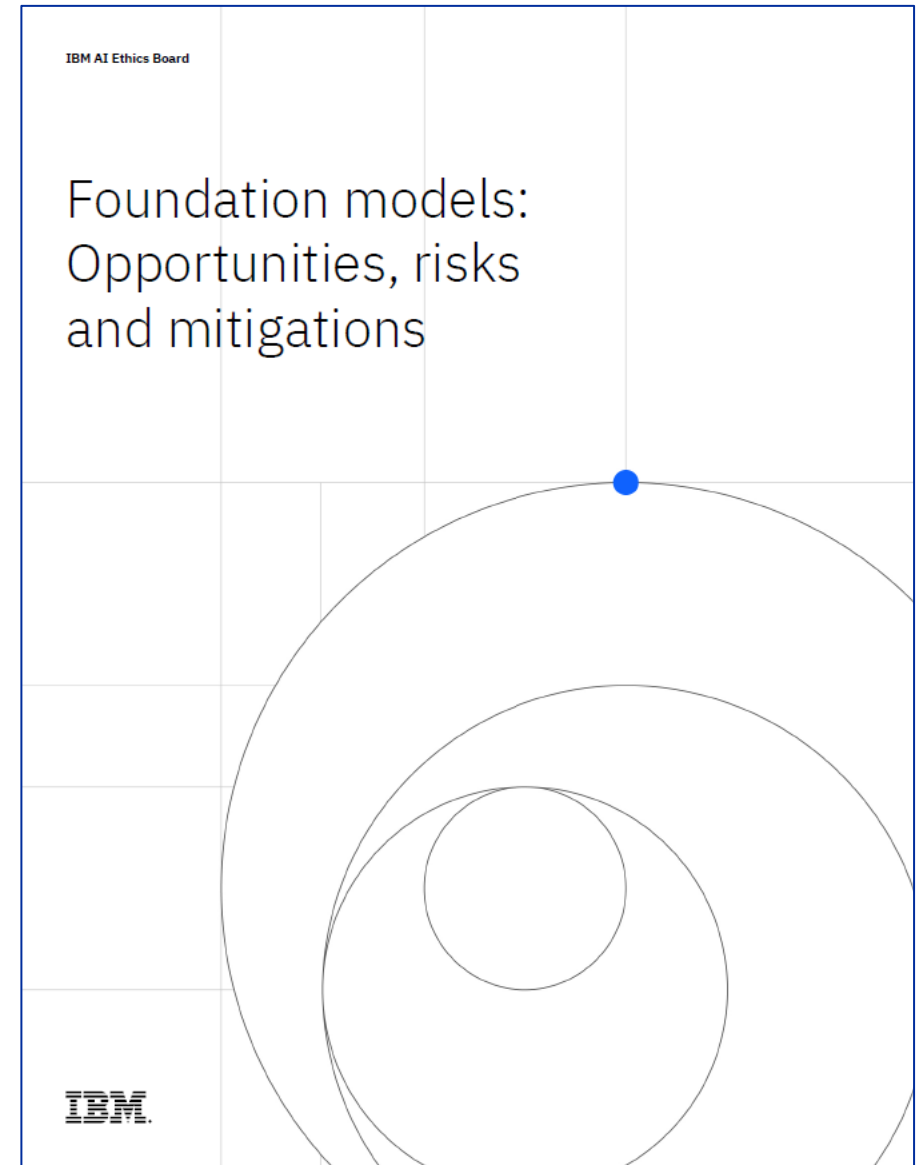 IBM AI Ethics Board
Foundation models:
Opportunities, risks
and mitigations
IBM.